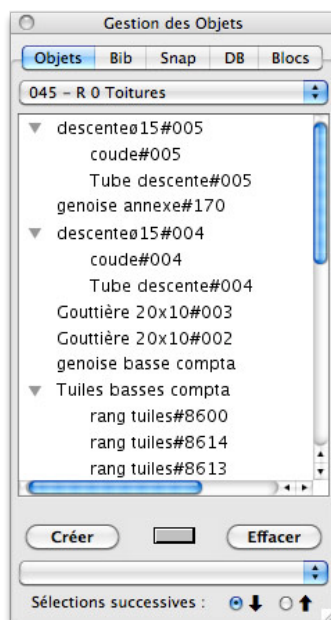 Gestion des Objets
Objets Bib Snap DB Blocs
045 – R 0 Toitures
descenteø15#005
coude#005
Tube descente#005
genoise annexe#170
descenteø15#004
coude#004
Tube descente#004
Gouttière 20x10#003
Gouttière 20x10#002
genoise basse compta
Tuiles basses compta
rang tuiles#8600
rang tuiles#8614
rang tuiles#8613
Créer Effacer
Sélections successives :